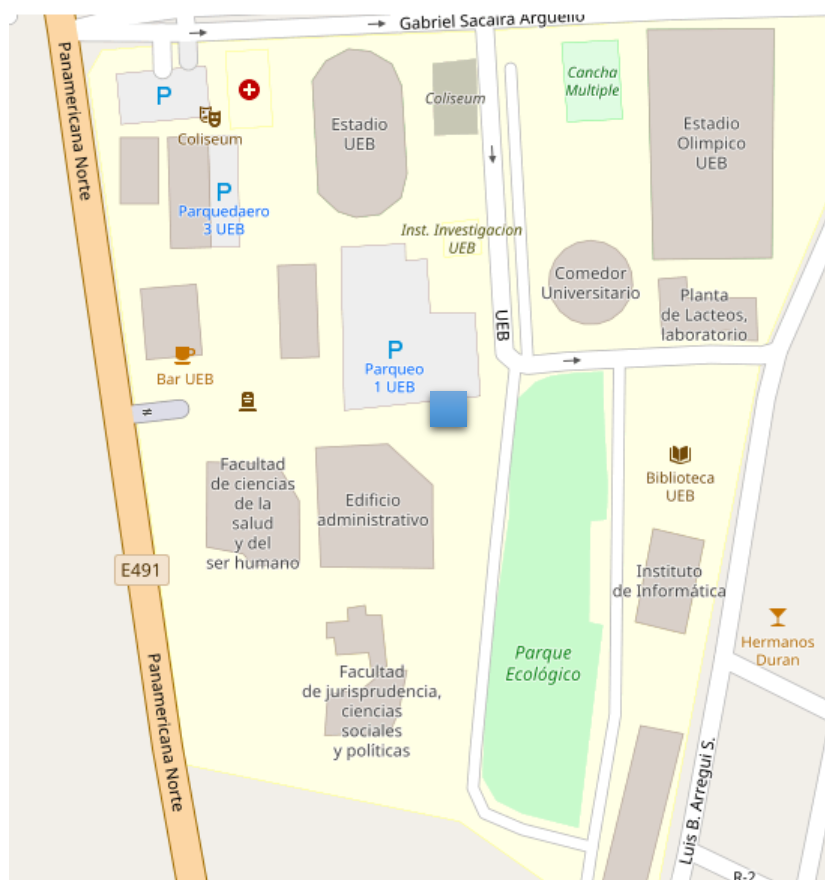 Gabriel Sacaira Arguello
Panamericana Norte
P
Coliseum
Estadio
UEB
Coliseum
Cancha
Multiple
Estadio
Olimpico
UEB
P
Parquedaero
3 UEB
Inst. Investigacion
UEB
Comedor
Universitario
Planta
de Lacteos,
laboratorio
UEB
P
Parqueo
1 UEB
Bar UEB
Facultad
de ciencias
de la
salud
y del
ser humano
Edificio
administrativo
Biblioteca
UEB
E491
Instituto
de Informática
Hermanos
Duran
Parque
Ecológico
Panamericana Norte
Facultad
de jurisprudencia,
ciencias
sociales
y políticas
Luis B. Arregui S.
R-2